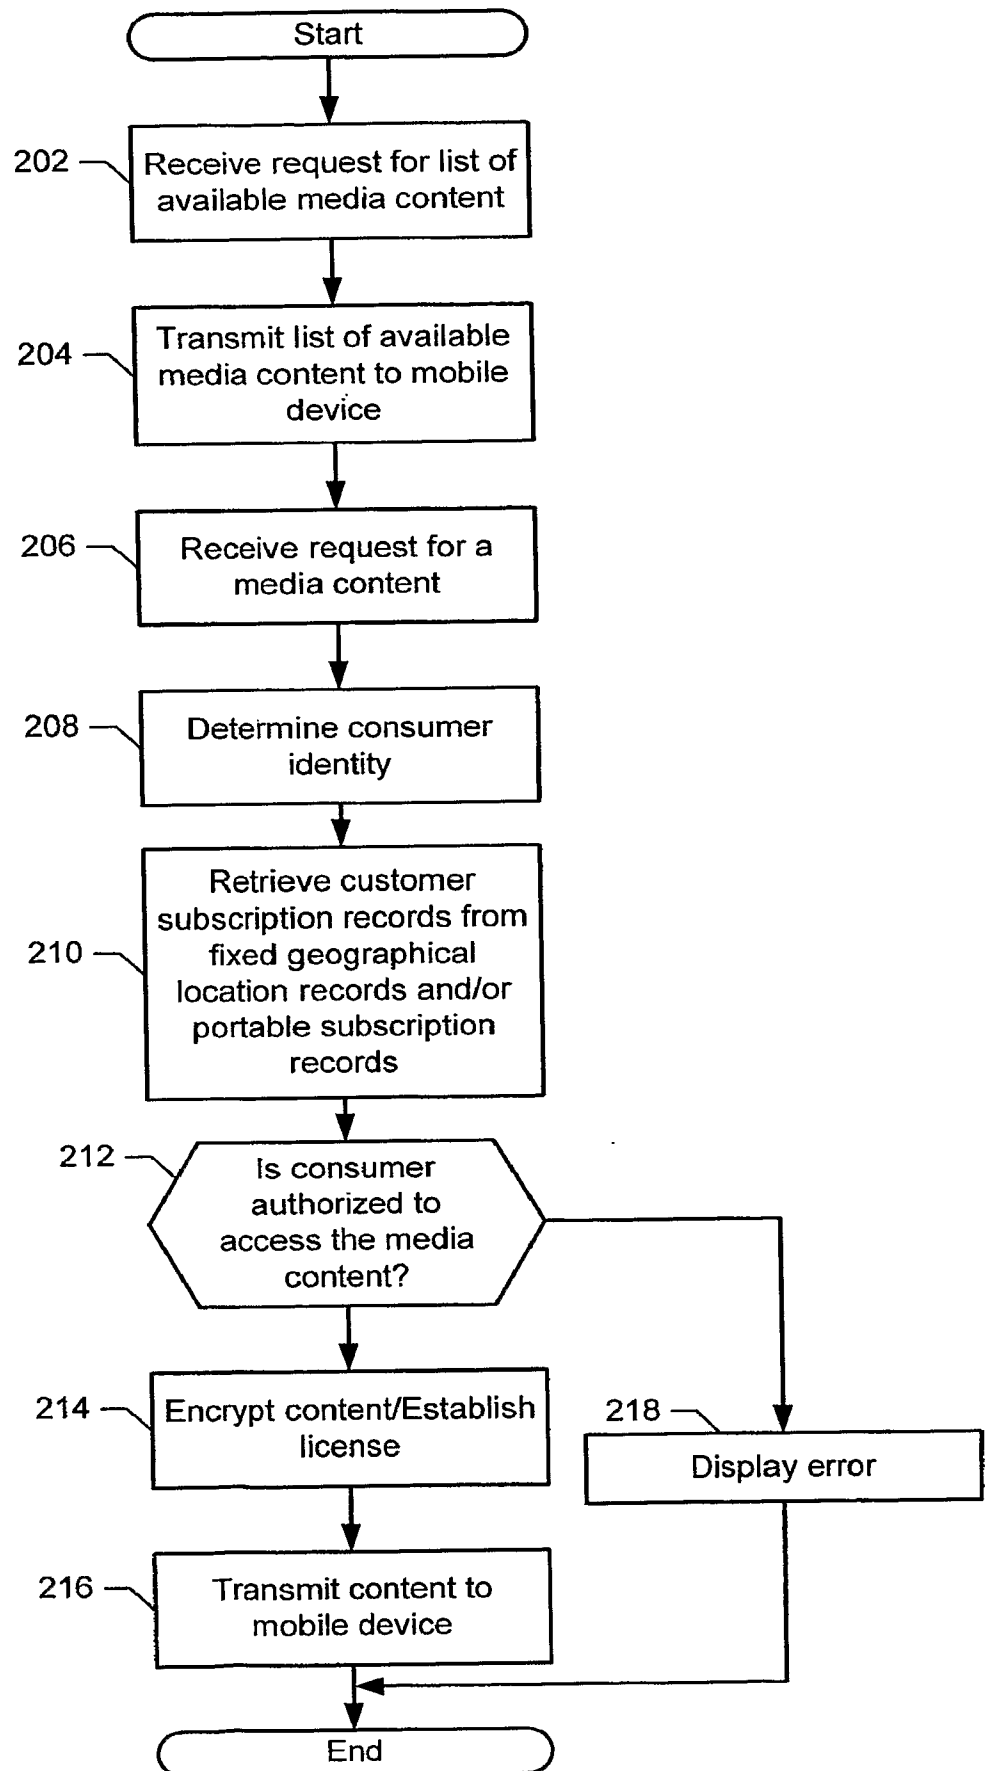 Start
202
Receive request for list of
available media content
204
Transmit list of available
media content to mobile
device
206
Receive request for a
media content
208
Determine consumer
identity
210
Retrieve customer
subscription records from
fixed geographical
location records and/or
portable subscription
records
212
Is consumer
authorized to
access the media
content?
214
Encrypt content/Establish
license
218
Display error
216
Transmit content to
mobile device
End